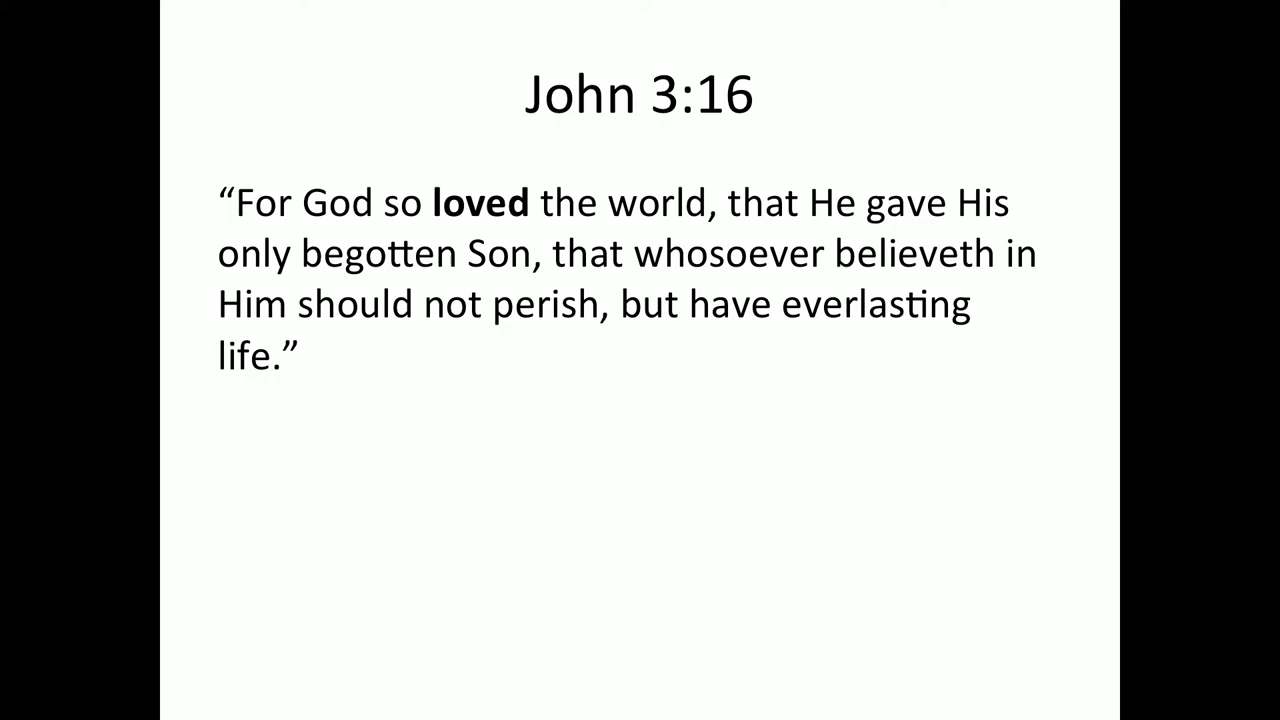 John 3:16
“For God so loved the world, that He gave His
only begotten Son, that whosoever believeth in
Him should not perish, but have everlasting
life.”